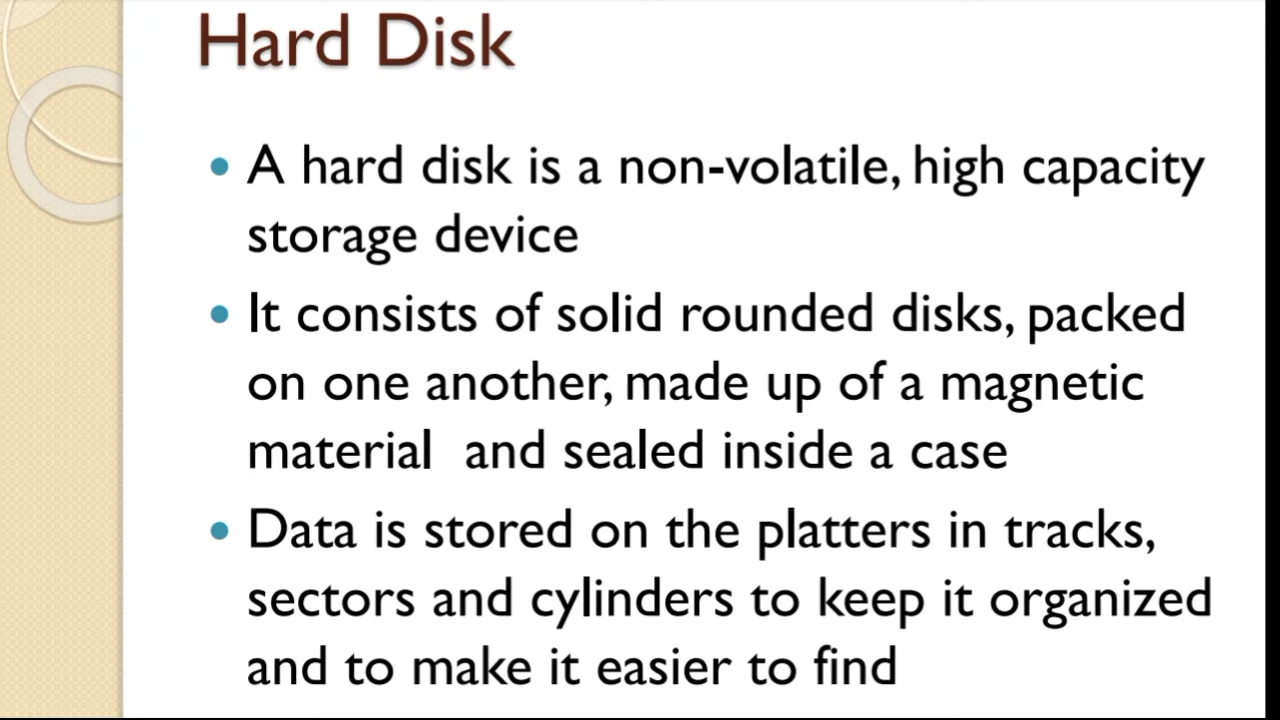 Hard Disk
• A hard disk is a non-volatile, high capacity
storage device
• It consists of solid rounded disks, packed
on one another, made up of a magnetic
material  and sealed inside a case
• Data is stored on the platters in tracks,
sectors and cylinders to keep it organized
and to make it easier to find